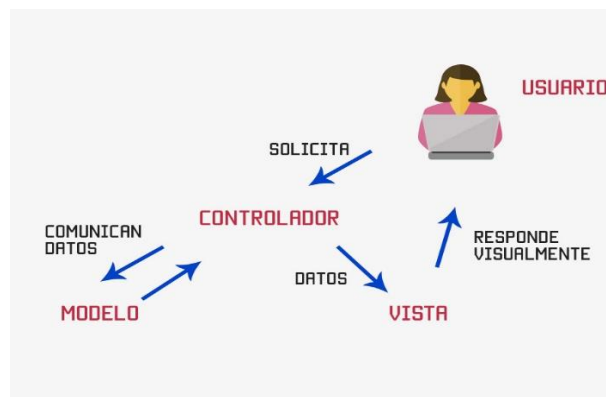 USUARIO
SOLICITA
CONTROLADOR
COMUNICAN
DATOS
RESPONDE
VISUALMENTE
DATOS
MODELO
VISTA